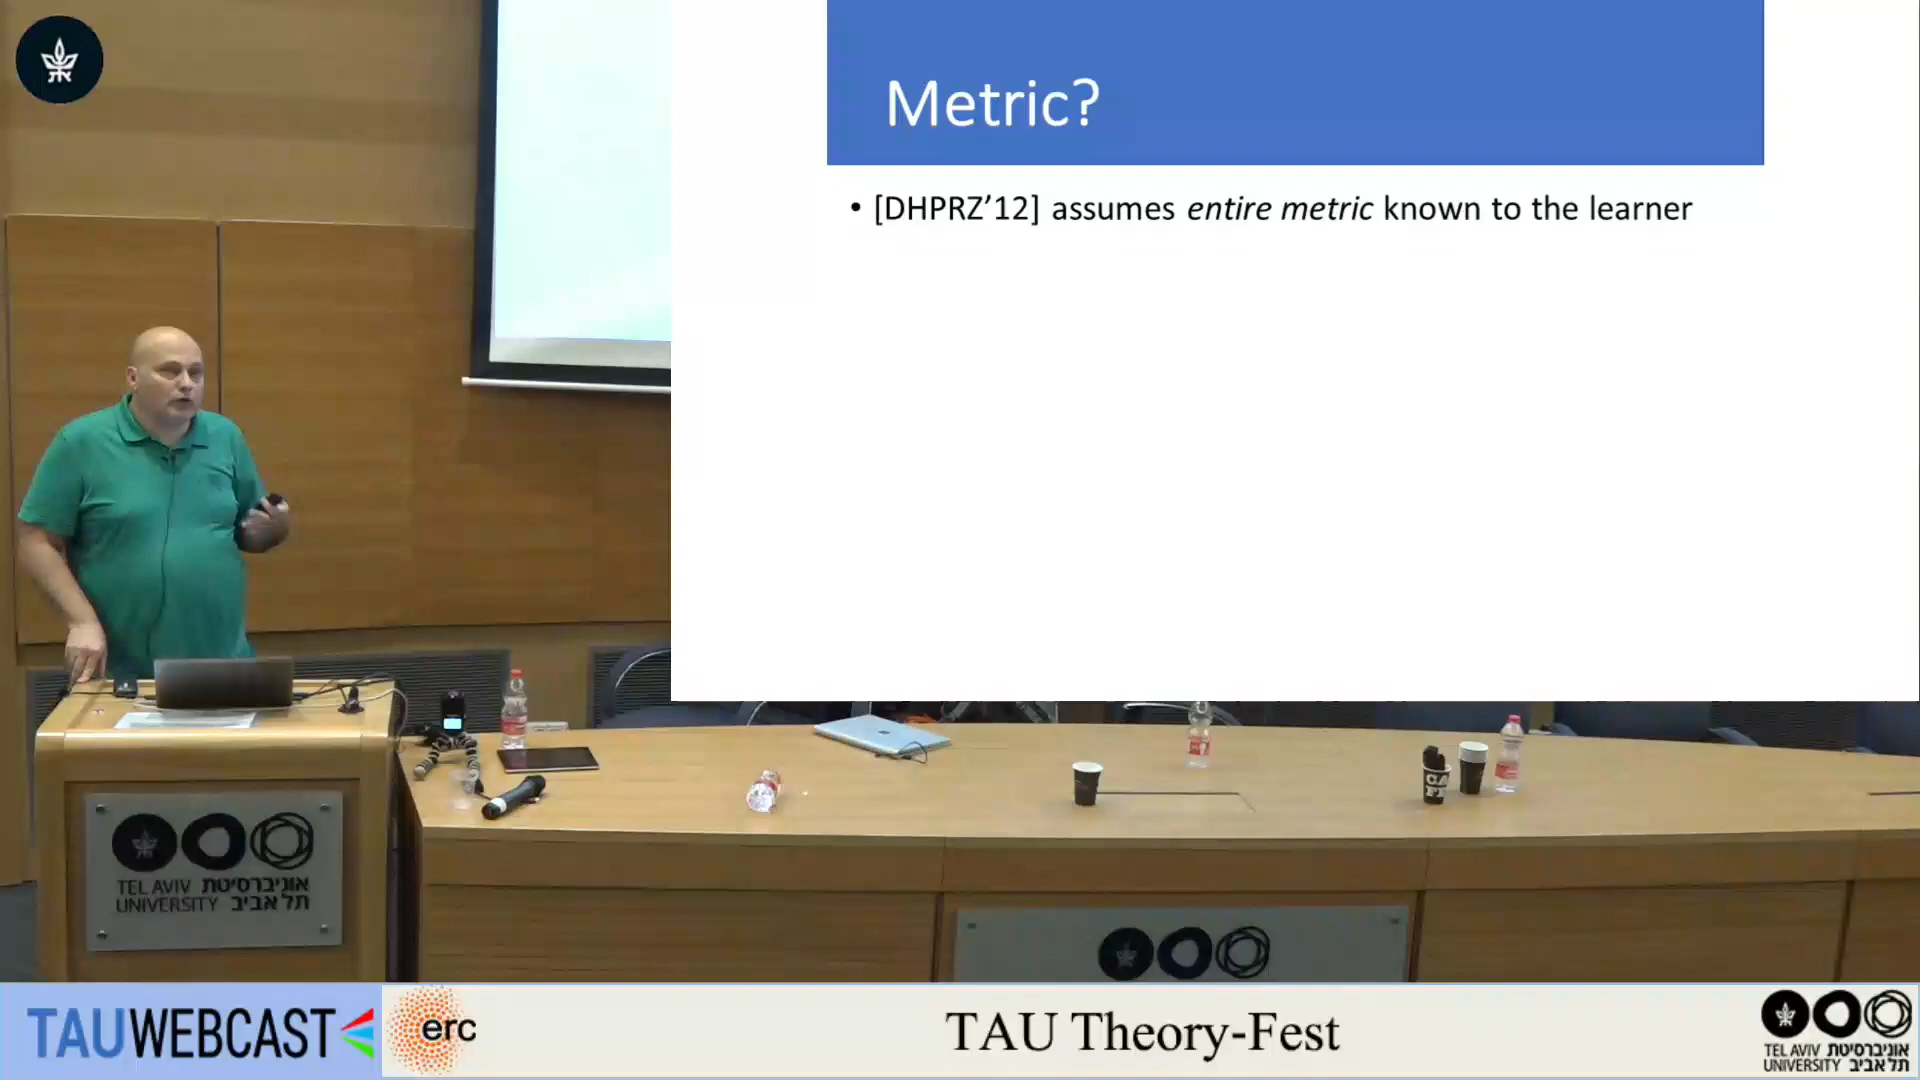 Metric?
• [DHPRZ’12] assumes entire metric known to the learner
TEL AVIV אוניברסיטת
UNIVERSITY תל אביב
TAUWEBCAST
erc
TAU Theory-Fest
TEL AVIV אוניברסיטת
UNIVERSITY תל אביב